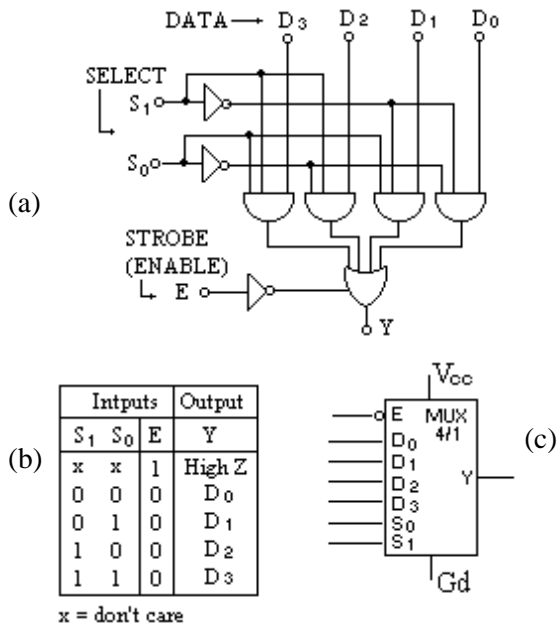 DATA → D3 D2 D1 D0
SELECT
S1
S0
(a)
STROBE
(ENABLE)
E
Y
(b)
Intputs Output
S1 S0 E Y
x x 1 High Z
0 0 0 D0
0 1 0 D1
1 0 0 D2
1 1 0 D3
x = don't care
Vcc
E MUX
4/1
D0
D1
D2
D3
S0
S1
Y
Gd
(c)